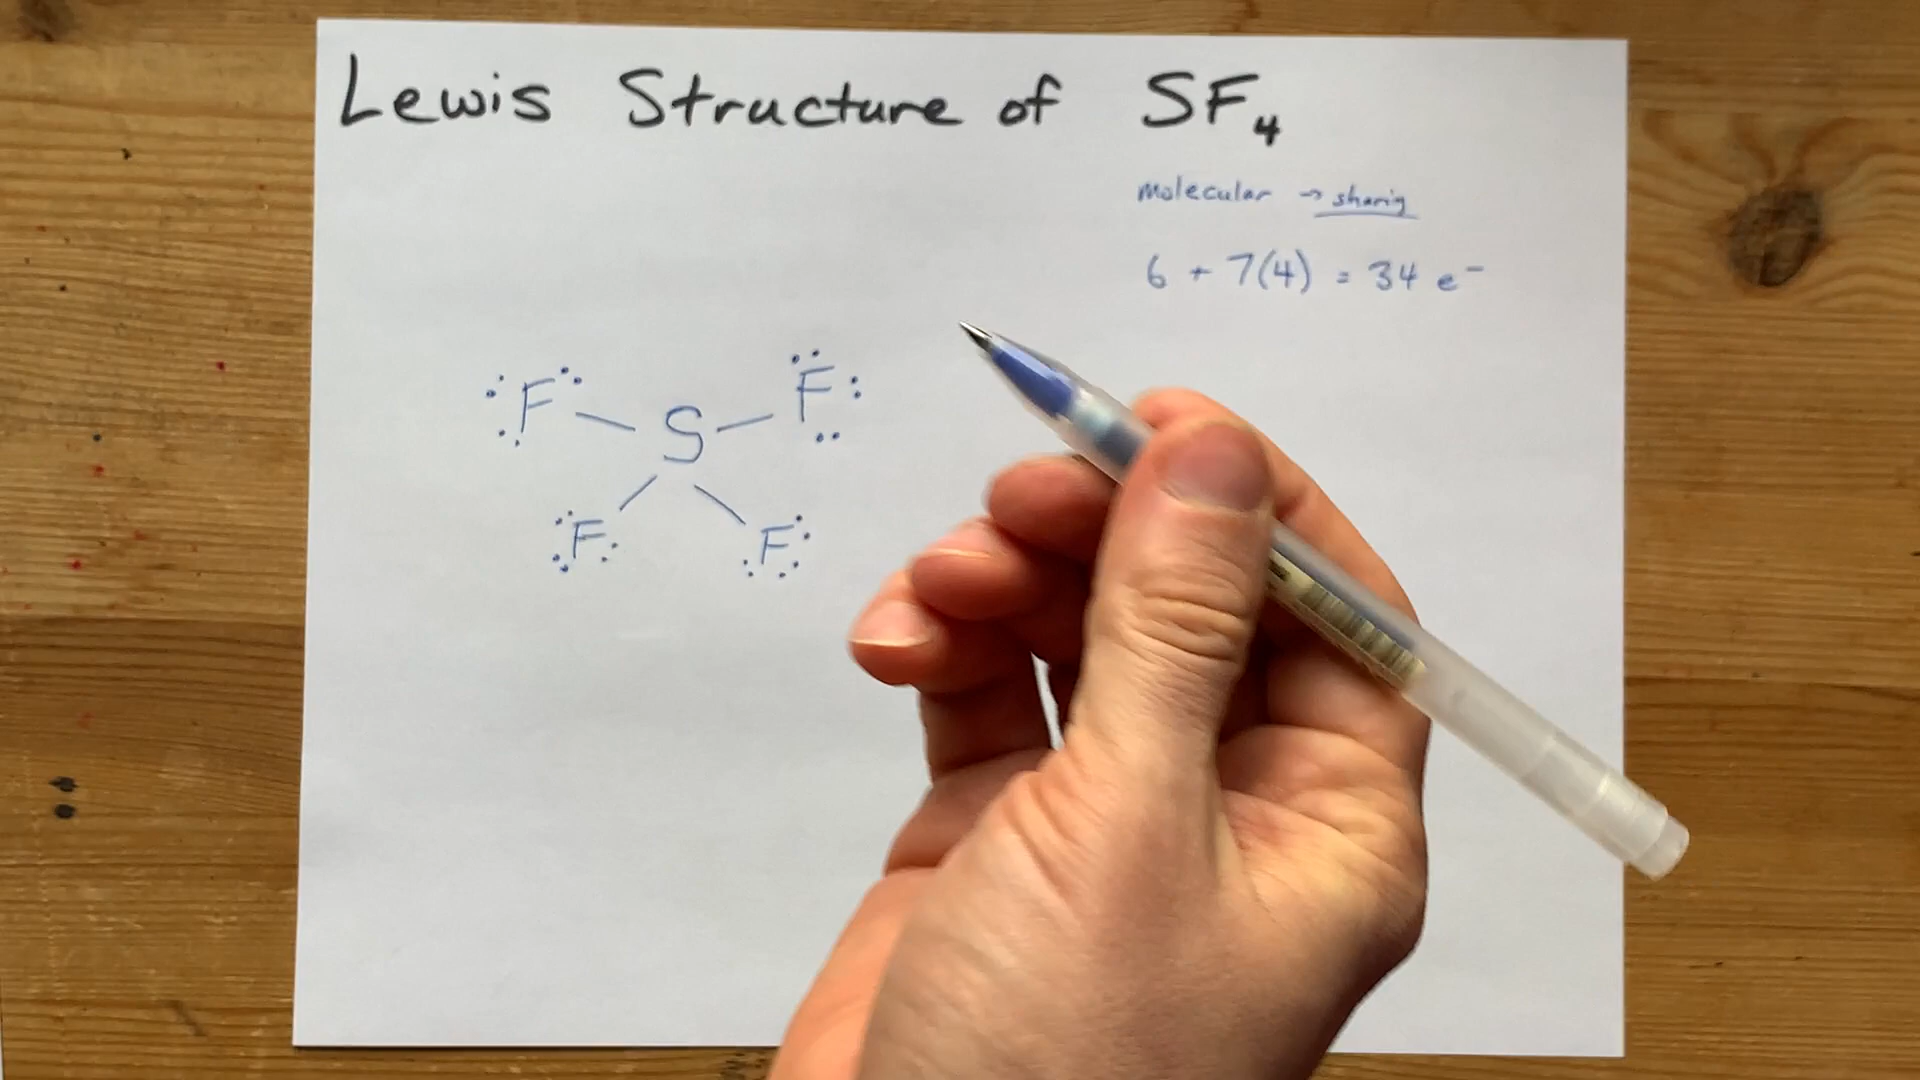 Lewis Structure of SF₄
molecular → sharing
6 + 7(4) = 34 e⁻
F S F
F F